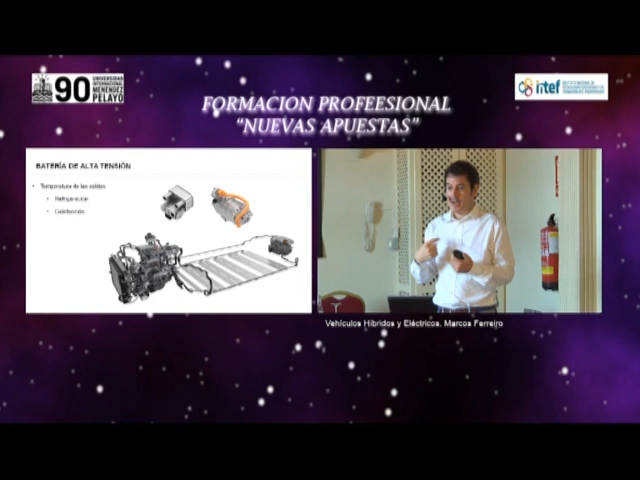 90
UNIVERSIDAD
INTERNACIONAL
MENÉNDEZ
PELAYO
intef
FORMACION PROFEESIONAL
“NUEVAS APUESTAS”
BATERÍA DE ALTA TENSIÓN
• Temperatura de las celdas
• Refrigeración
• Calefacción
Vehículos Híbridos y Eléctricos. Marcos Ferreiro